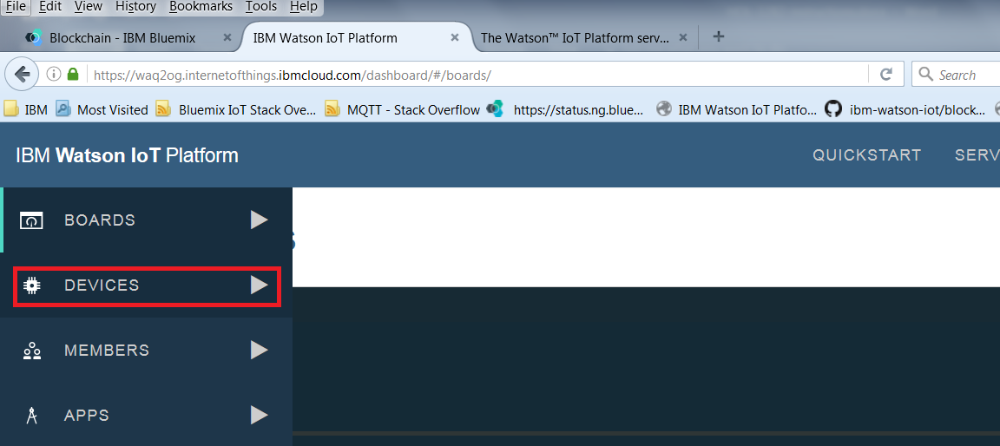 File Edit View History Bookmarks Tools Help
Blockchain - IBM Bluemix
IBM Watson IoT Platform
The Watson™ IoT Platform serv...
https://waq2og.internetofthings.ibmcloud.com/dashboard/#/boards/
Search
IBM
Most Visited
Bluemix IoT Stack Ove...
MQTT - Stack Overflow
https://status.ng.blue...
IBM Watson IoT Platfo...
ibm-watson-iot/block...
IBM Watson IoT Platform
QUICKSTART
SERV
BOARDS
DEVICES
MEMBERS
APPS